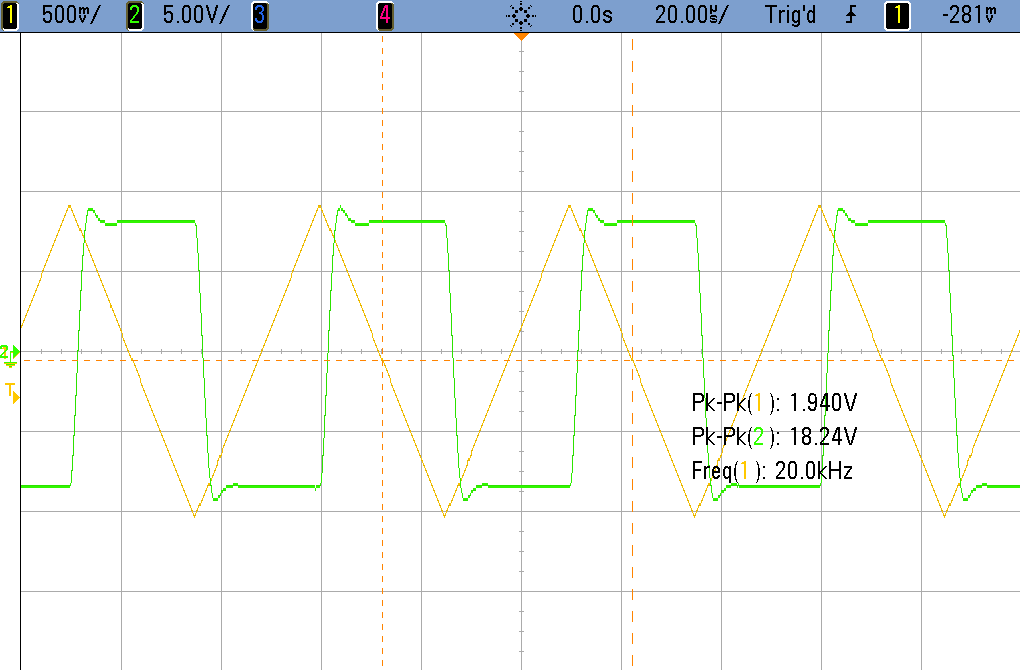 1 500mV/ 2 5.00V/ 3 4 0.0s 20.00us/ Trig'd 1 -281mV
2
T
Pk-Pk(1): 1.940V
Pk-Pk(2): 18.24V
Freq(1): 20.0kHz